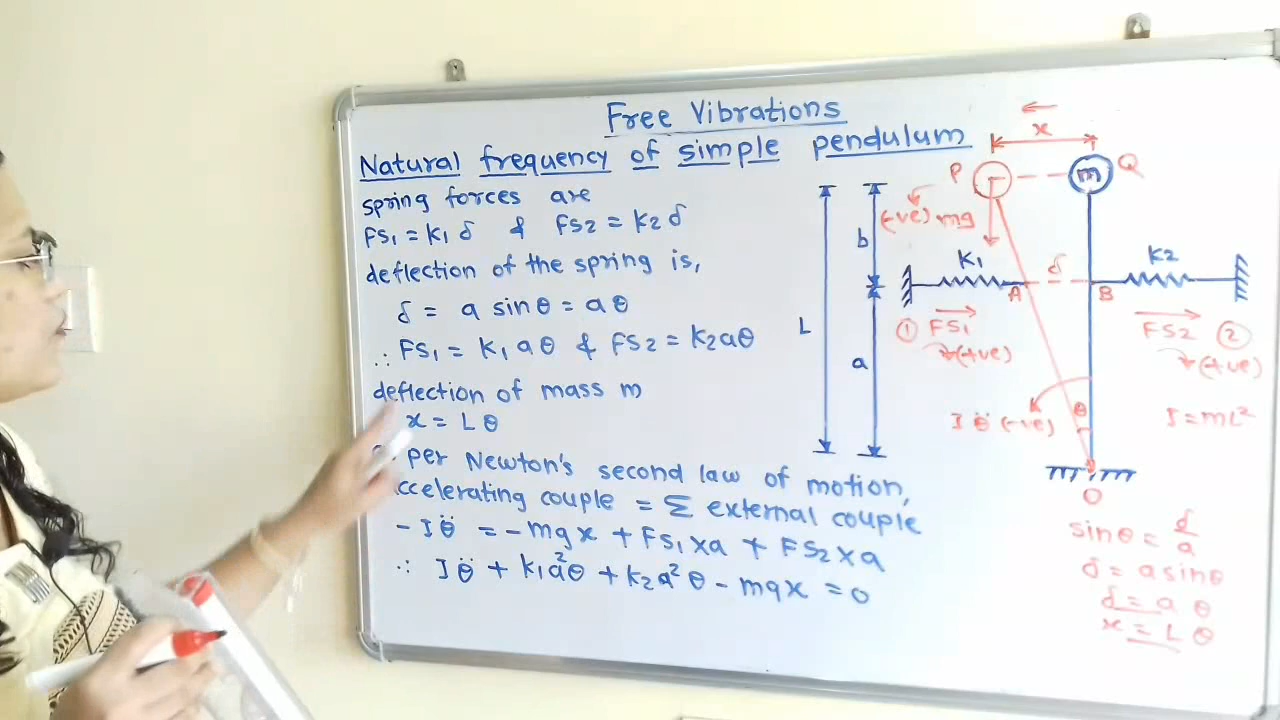 Free Vibrations
Natural frequency of simple pendulum
spring forces are
FS1 = K1 δ & FS2 = K2 δ
deflection of the spring is,
δ = a sinθ = aθ
∴ FS1 = K1 aθ & FS2 = K2aθ
deflection of mass m
x = Lθ
per Newton's second law of motion,
accelerating couple = Σ external couple
- Iθ̈ = - mgx + FS1 × a + FS2 × a
∴ Iθ̈ + K1a²θ + K2a²θ - mgx = 0
x
P
m
Q
(-ve) mg
b
K1
δ
K2
A
B
L
① FS1
(+ve)
FS2 ②
(+ve)
a
θ
Iθ̈ (-ve)
I = mL²
O
sinθ = δ/a
δ = a sinθ
δ = a θ
x = L θ